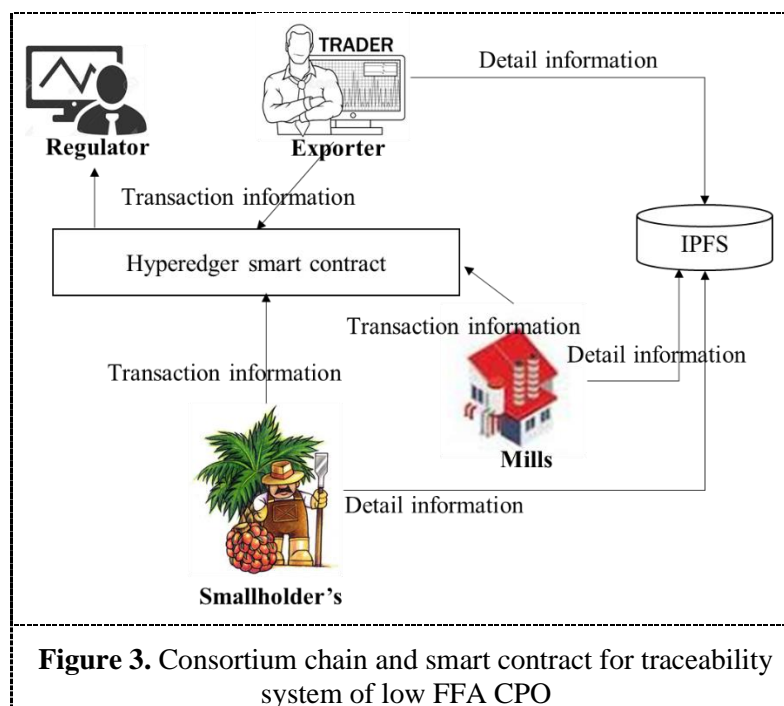 TRADER
Detail information
Regulator
Exporter
Transaction information
IPFS
Hyperedger smart contract
Transaction information
Detail information
Transaction information
Mills
Detail information
Smallholder’s
Figure 3. Consortium chain and smart contract for traceability
system of low FFA CPO